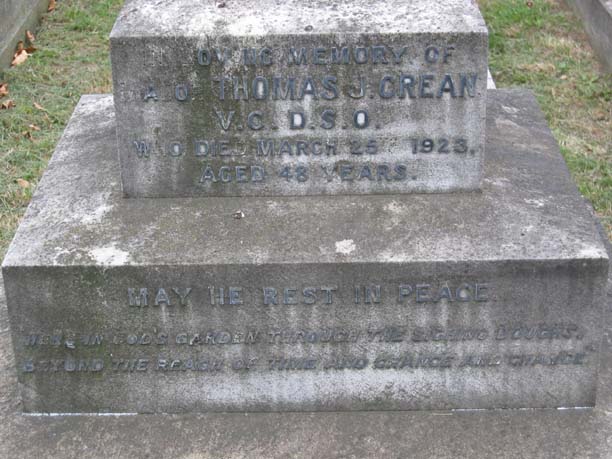 LOVING MEMORY OF
MAJOR THOMAS J. CREAN
V.C. D.S.O.
WHO DIED MARCH 25 1923.
AGED 48 YEARS.
MAY HE REST IN PEACE.
HERE IN GOD'S GARDEN THROUGH THE SIGHING BOUGHS,
BEYOND THE REACH OF TIME AND CHANCE AND CHANGE